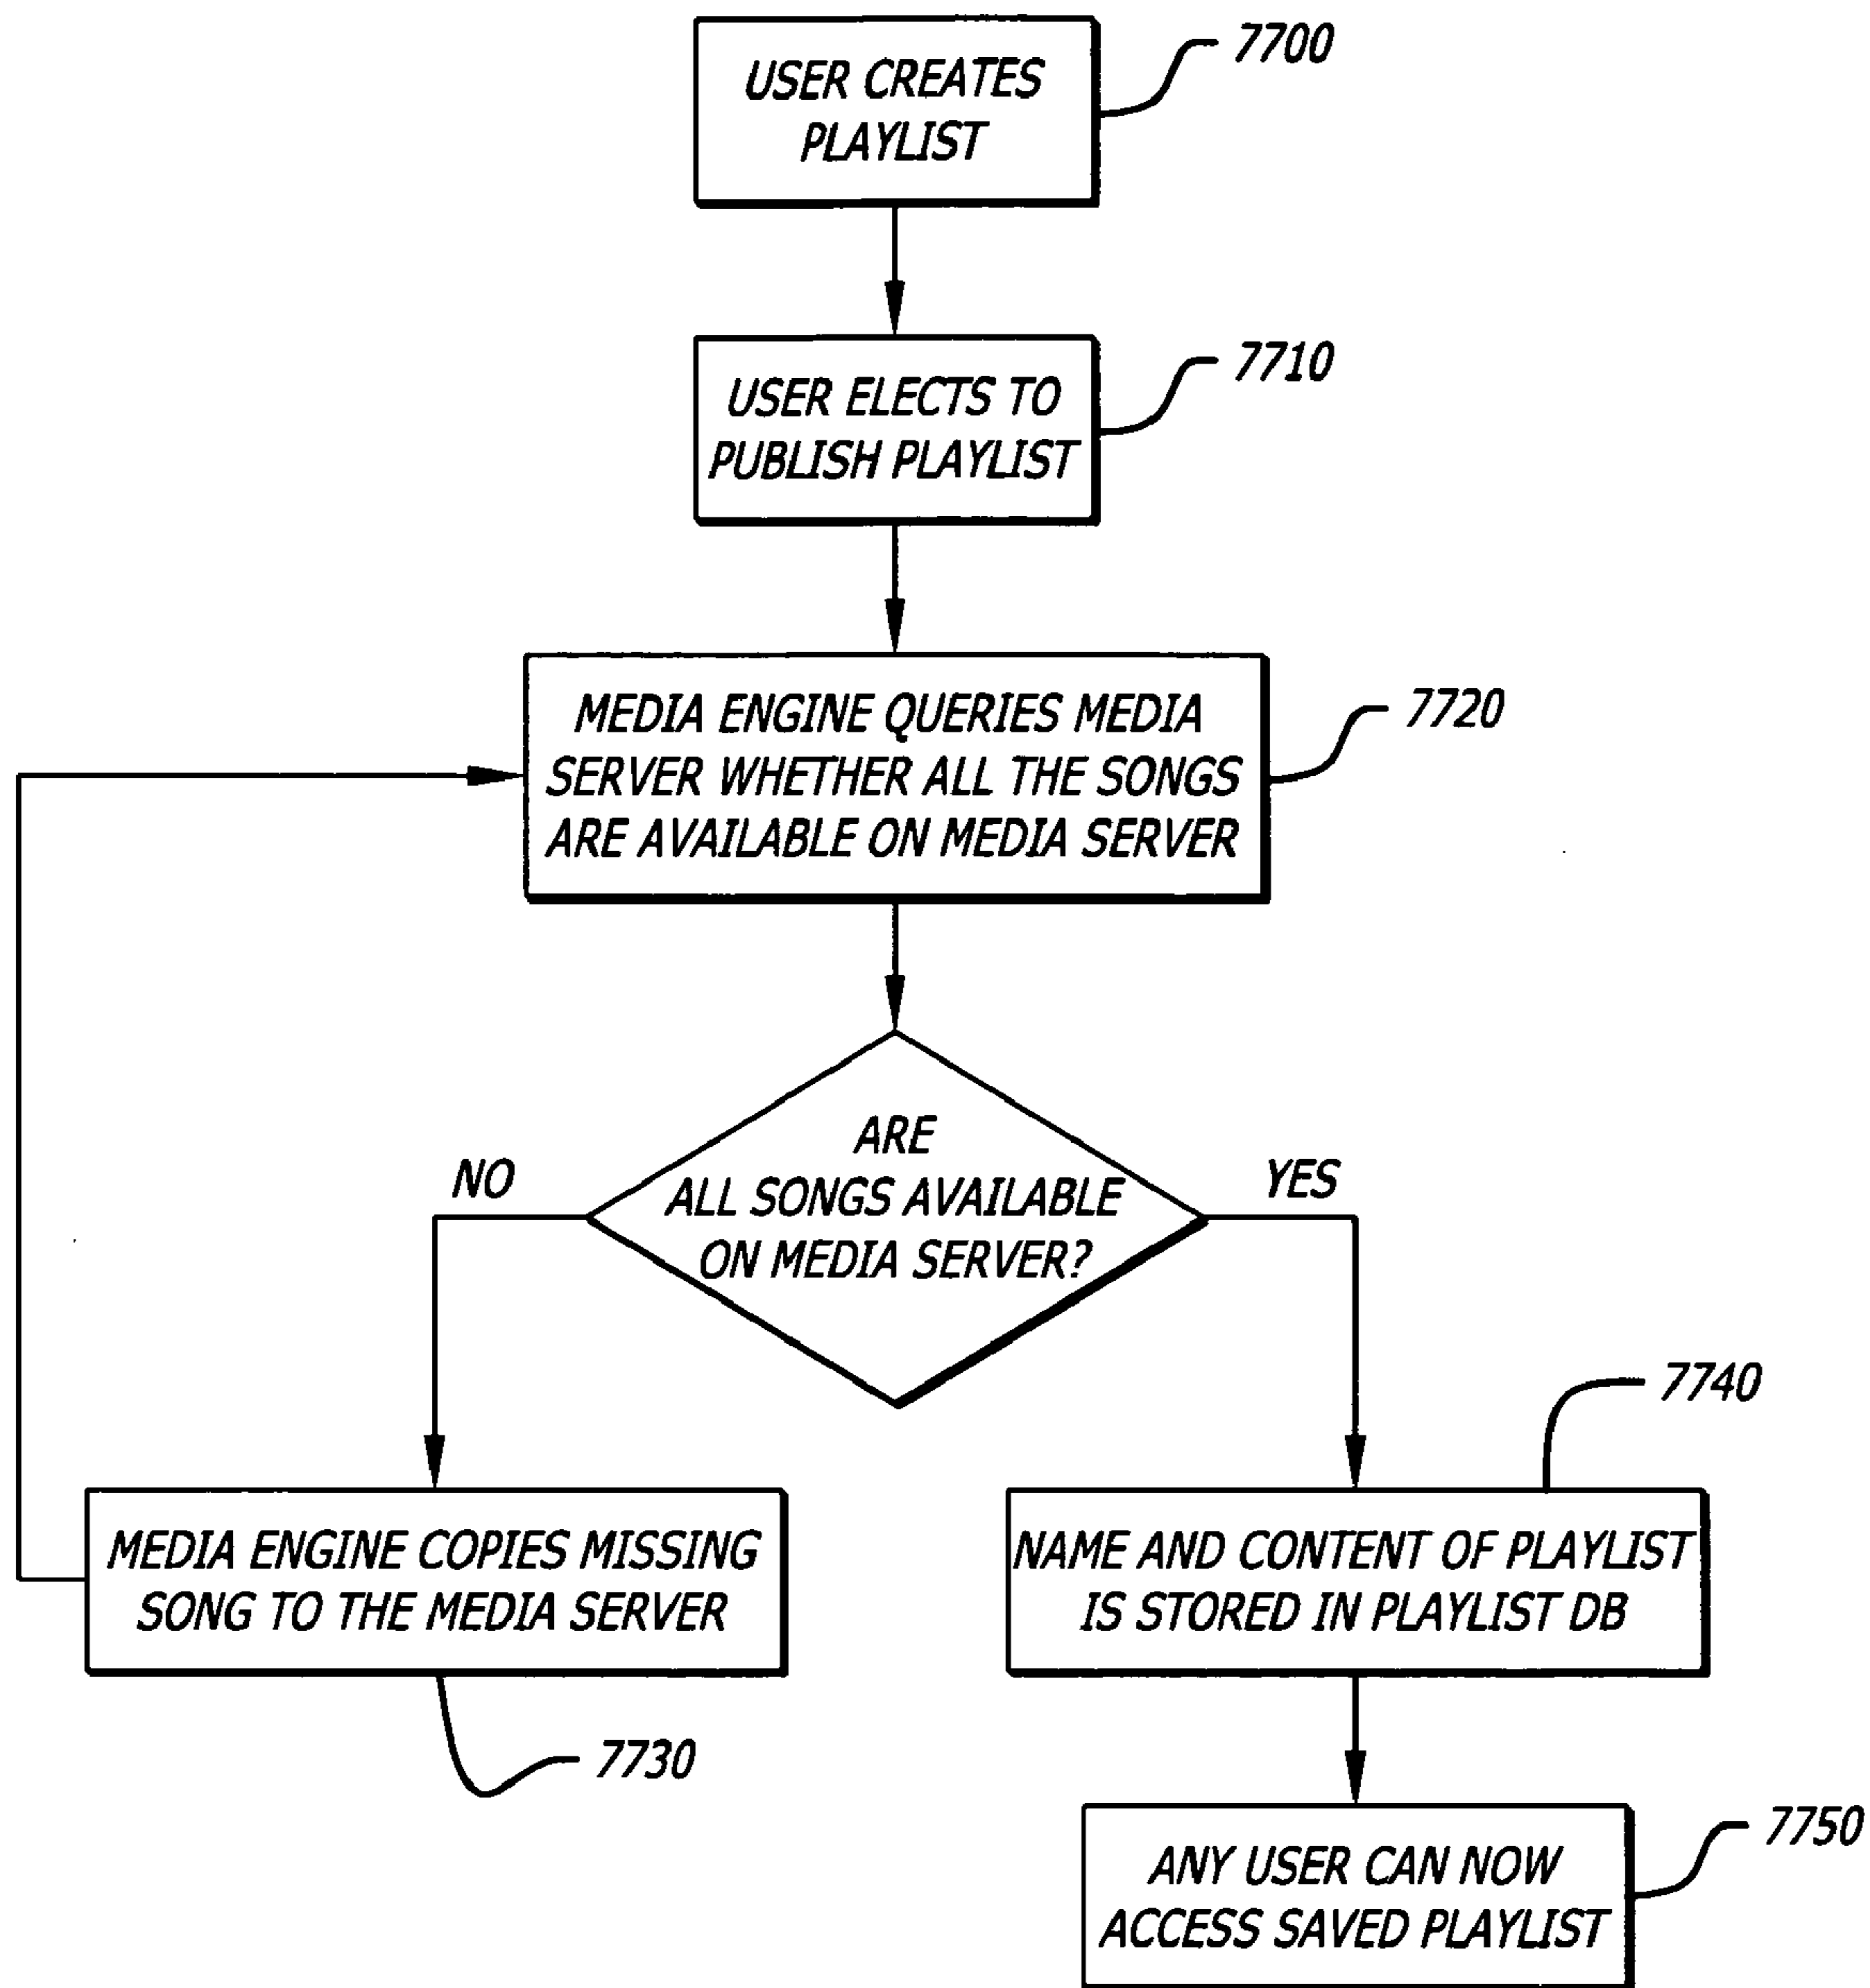 USER CREATES
PLAYLIST
7700
USER ELECTS TO
PUBLISH PLAYLIST
7710
MEDIA ENGINE QUERIES MEDIA
SERVER WHETHER ALL THE SONGS
ARE AVAILABLE ON MEDIA SERVER
7720
ARE
ALL SONGS AVAILABLE
ON MEDIA SERVER?
NO
YES
MEDIA ENGINE COPIES MISSING
SONG TO THE MEDIA SERVER
7730
NAME AND CONTENT OF PLAYLIST
IS STORED IN PLAYLIST DB
7740
ANY USER CAN NOW
ACCESS SAVED PLAYLIST
7750